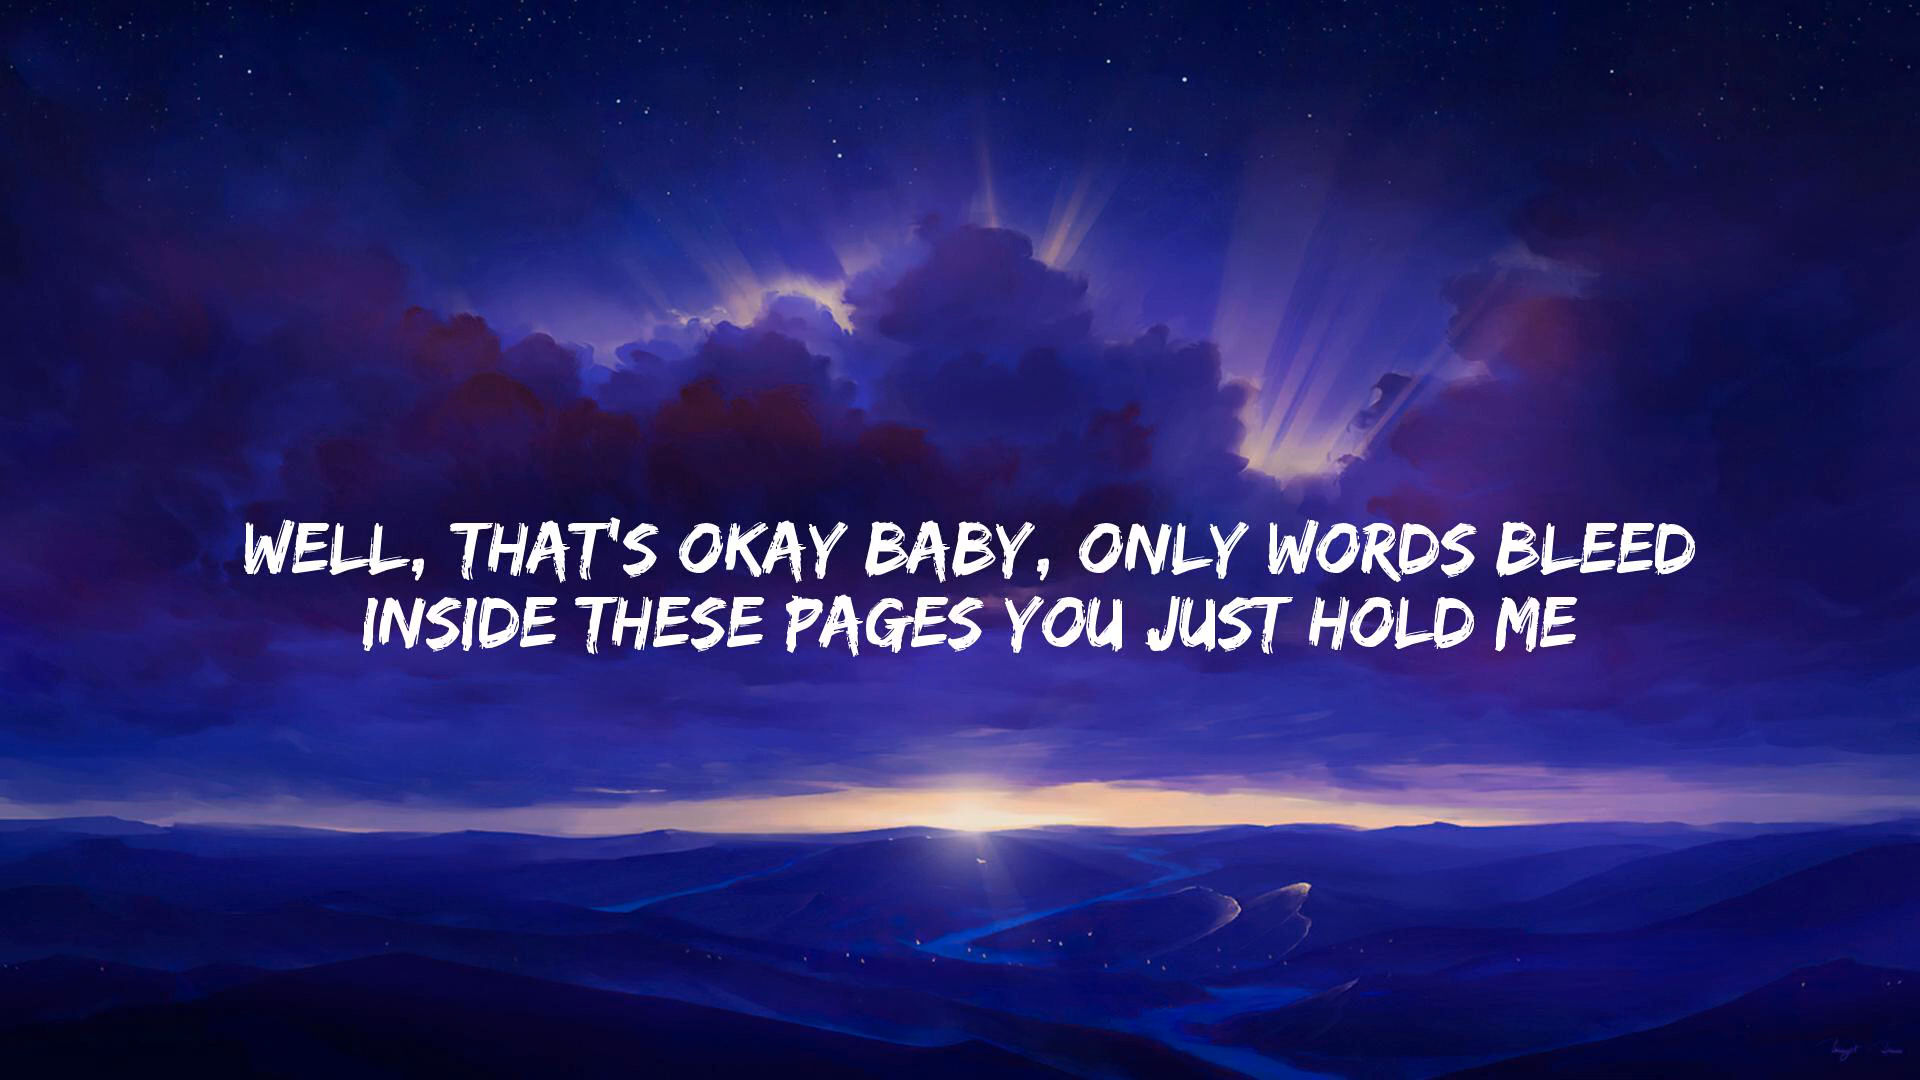 WELL, THAT'S OKAY BABY, ONLY WORDS BLEED
INSIDE THESE PAGES YOU JUST HOLD ME